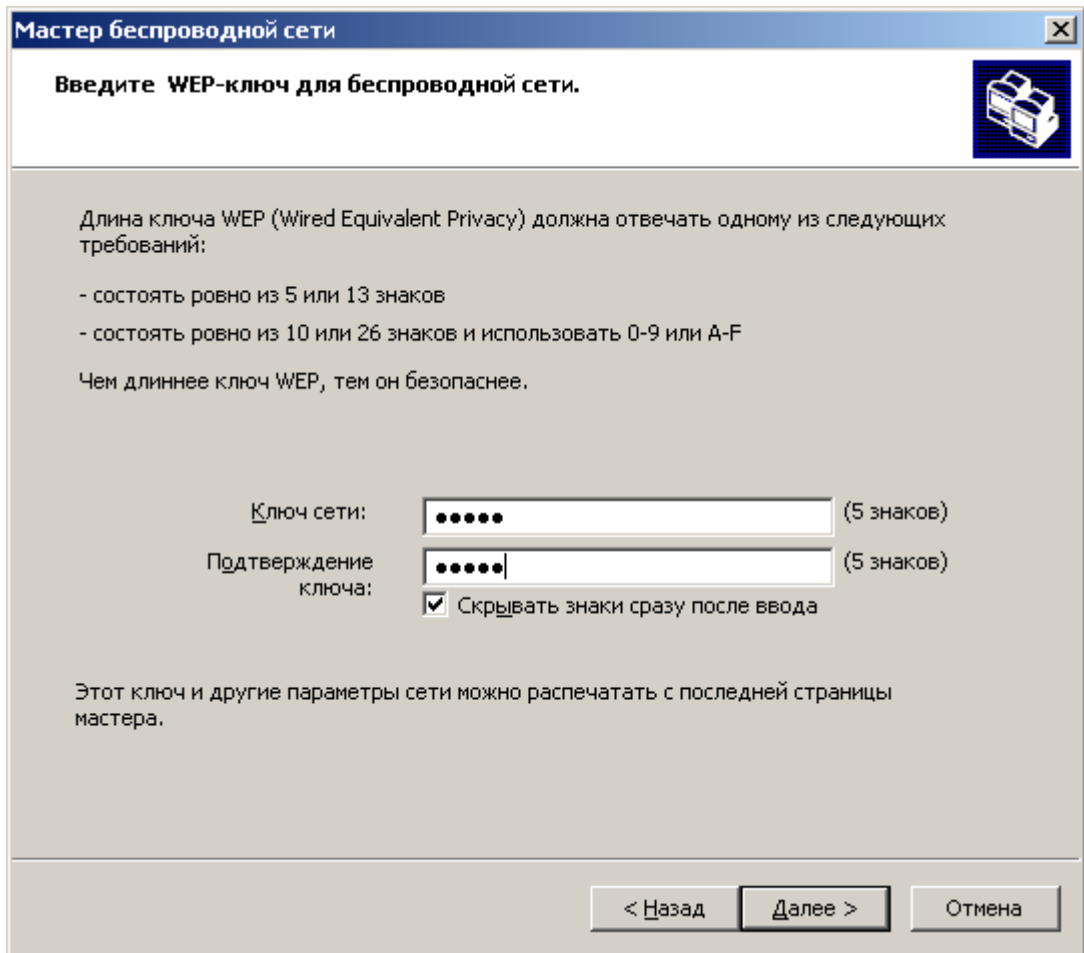 Мастер беспроводной сети
Введите WEP-ключ для беспроводной сети.
Длина ключа WEP (Wired Equivalent Privacy) должна отвечать одному из следующих
требований:
- состоять ровно из 5 или 13 знаков
- состоять ровно из 10 или 26 знаков и использовать 0-9 или A-F
Чем длиннее ключ WEP, тем он безопаснее.
Ключ сети: ●●●●● (5 знаков)
Подтверждение ●●●●● (5 знаков)
ключа:
Скрывать знаки сразу после ввода
Этот ключ и другие параметры сети можно распечатать с последней страницы
мастера.
< Назад Далее > Отмена